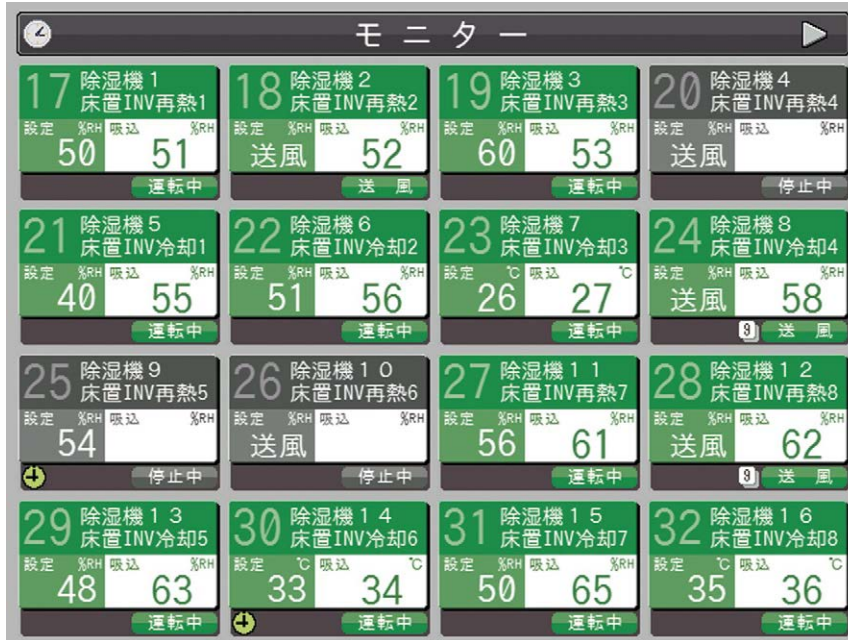 モニター
17 除湿機1
床置INV再熱1
設定 %RH 吸込 %RH
50 51
運転中
18 除湿機2
床置INV再熱2
設定 %RH 吸込 %RH
送風 52
送 風
19 除湿機3
床置INV再熱3
設定 %RH 吸込 %RH
60 53
運転中
20 除湿機4
床置INV再熱4
設定 %RH 吸込 %RH
送風
停止中
21 除湿機5
床置INV冷却1
設定 %RH 吸込 %RH
40 55
運転中
22 除湿機6
床置INV冷却2
設定 %RH 吸込 %RH
51 56
運転中
23 除湿機7
床置INV冷却3
設定 ℃ 吸込 ℃
26 27
運転中
24 除湿機8
床置INV冷却4
設定 %RH 吸込 %RH
送風 58
9 送 風
25 除湿機9
床置INV再熱5
設定 %RH 吸込 %RH
54
停止中
26 除湿機10
床置INV再熱6
設定 %RH 吸込 %RH
送風
停止中
27 除湿機11
床置INV再熱7
設定 %RH 吸込 %RH
56 61
運転中
28 除湿機12
床置INV再熱8
設定 %RH 吸込 %RH
送風 62
9 送 風
29 除湿機13
床置INV冷却5
設定 %RH 吸込 %RH
48 63
運転中
30 除湿機14
床置INV冷却6
設定 ℃ 吸込 ℃
33 34
運転中
31 除湿機15
床置INV冷却7
設定 %RH 吸込 %RH
50 65
運転中
32 除湿機16
床置INV冷却8
設定 ℃ 吸込 ℃
35 36
運転中